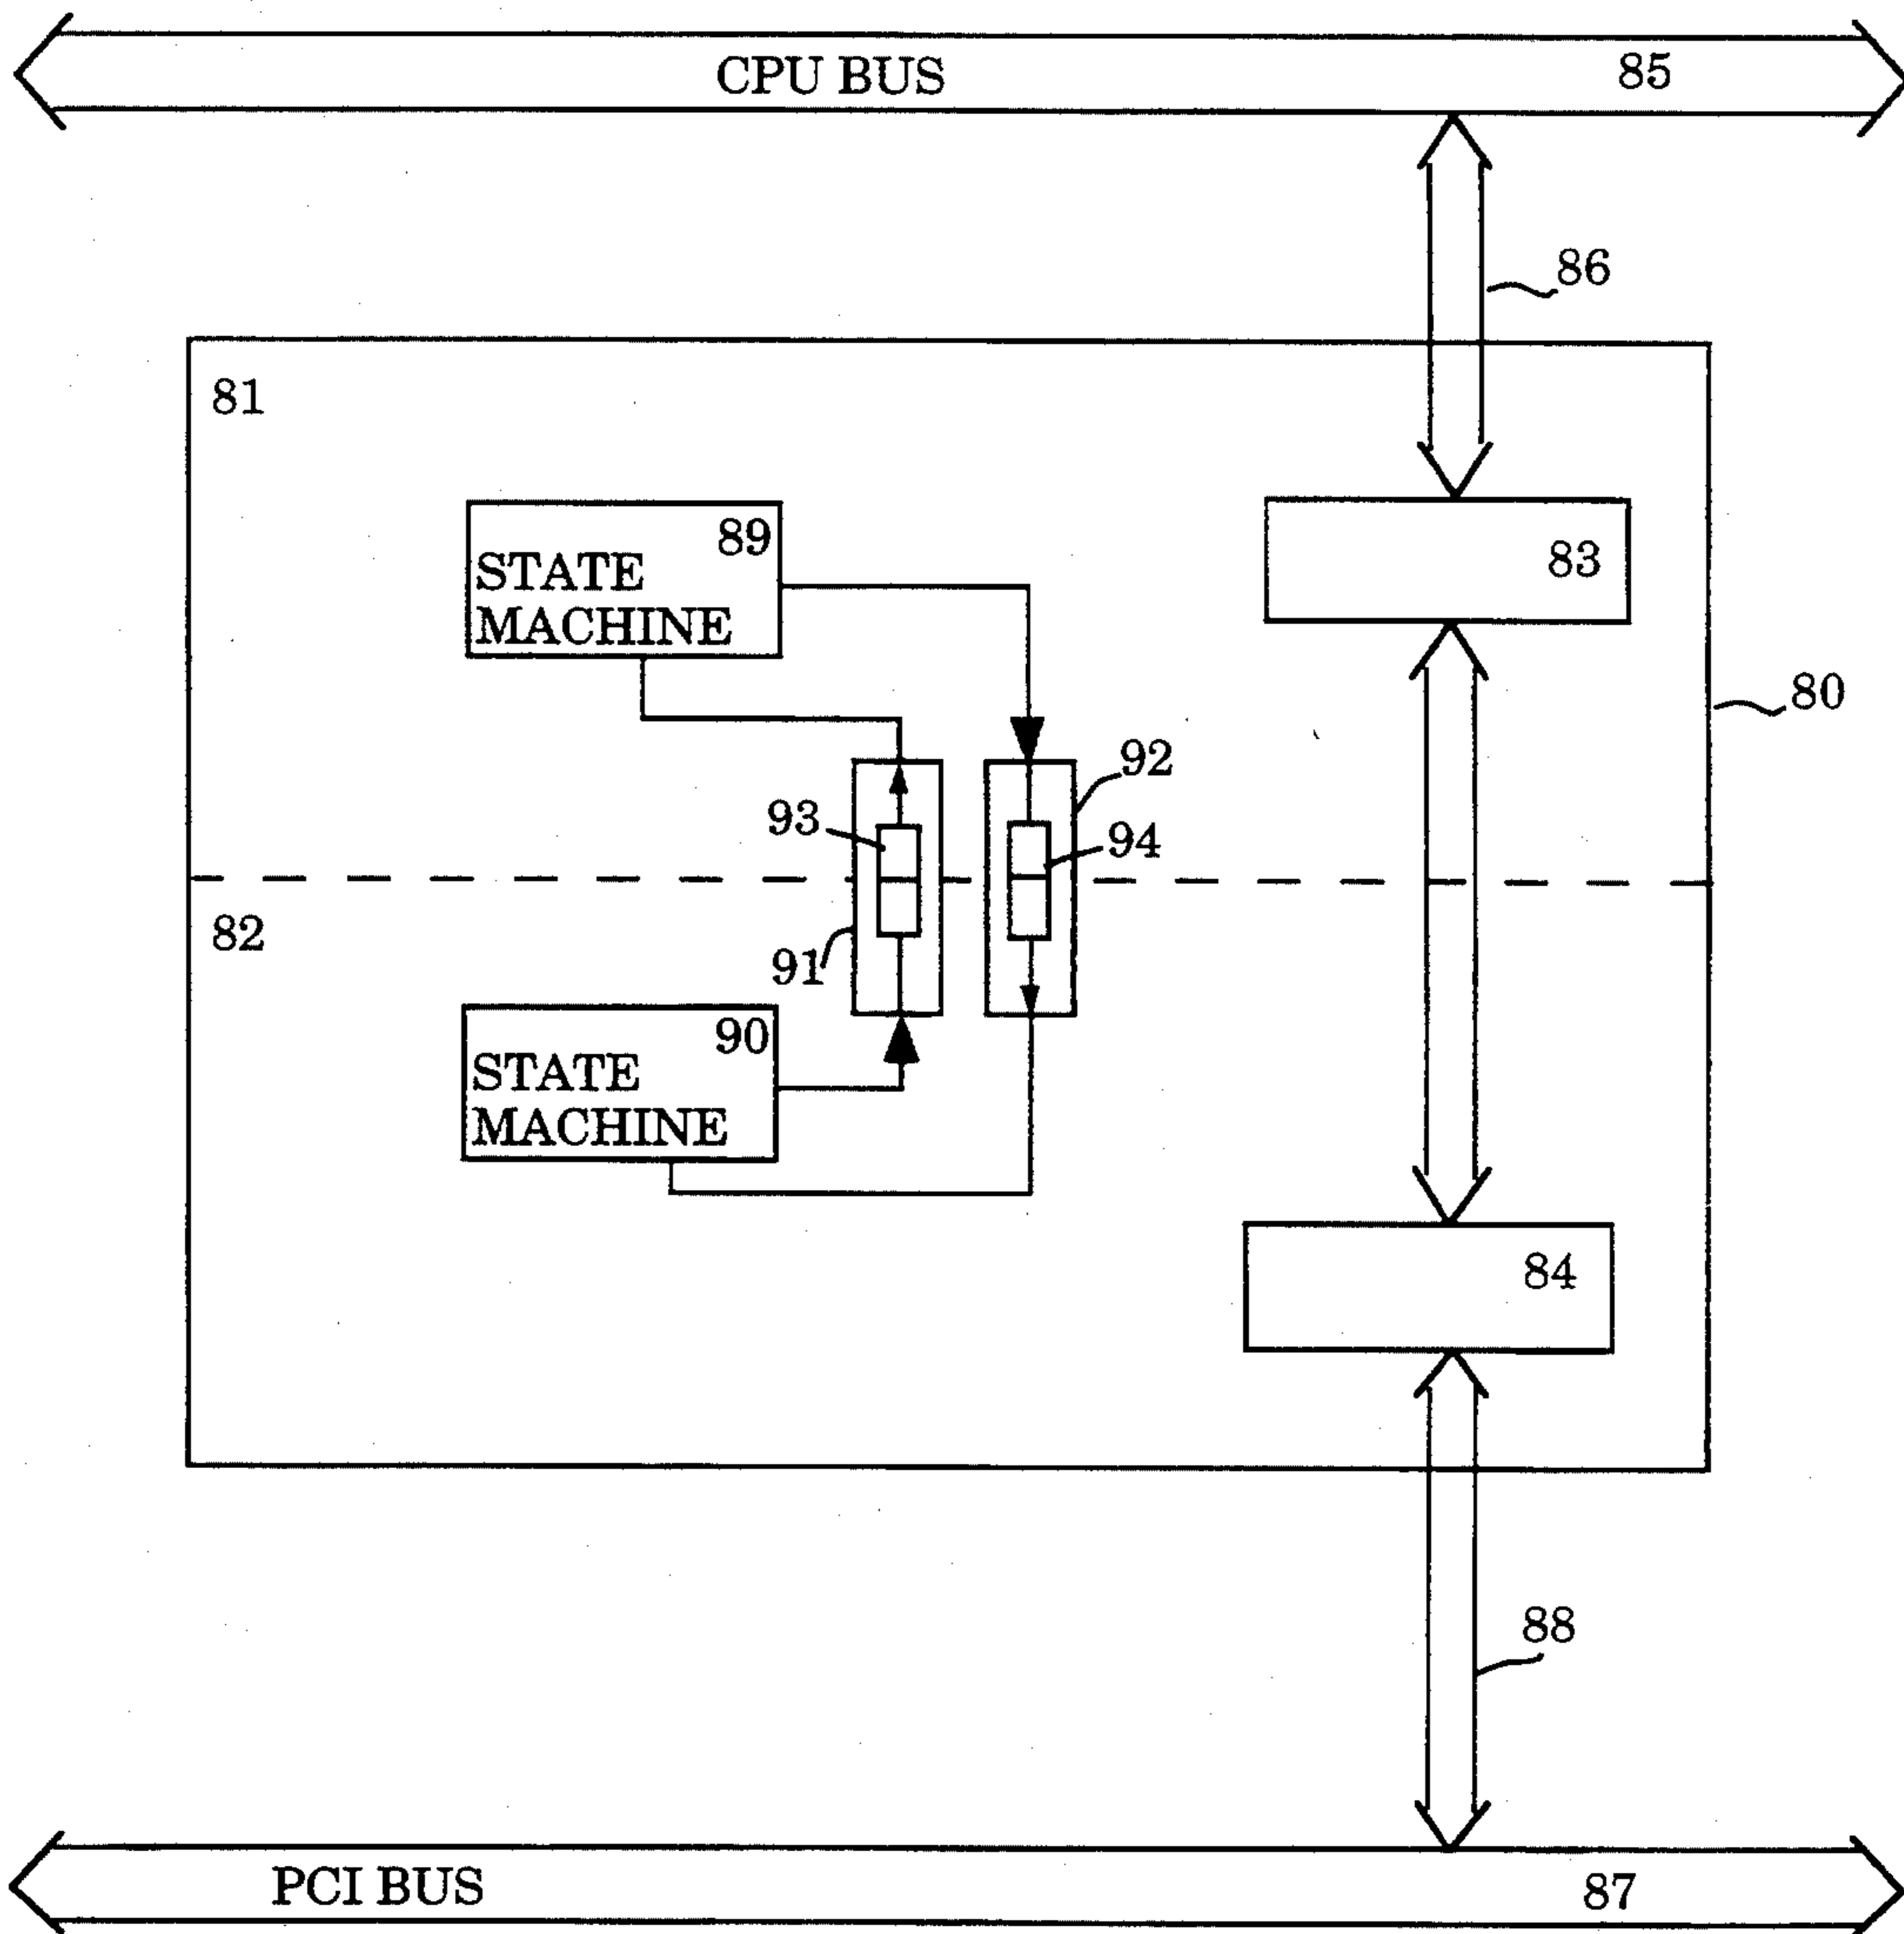 CPU BUS 85
86
81
89
STATE
MACHINE
83
80
92
93
94
82
91
90
STATE
MACHINE
84
88
PCI BUS 87